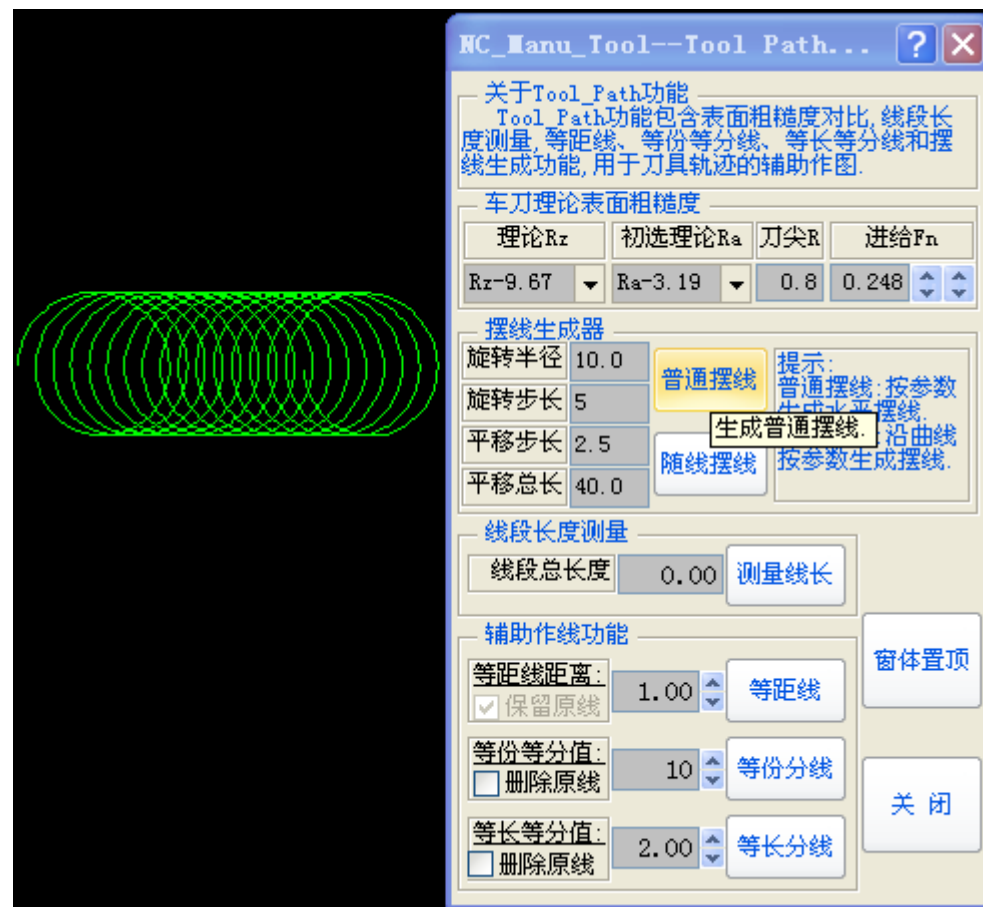 NC_Manu_Tool--Tool Path...
关于Tool_Path功能
Tool_Path功能包含表面粗糙度对比,线段长
度测量,等距线、等份等分线、等长等分线和摆
线生成功能,用于刀具轨迹的辅助作图.
车刀理论表面粗糙度
理论Rz 初选理论Ra 刀尖R 进给Fn
Rz-9.67 Ra-3.19 0.8 0.248
摆线生成器
旋转半径 10.0
旋转步长 5
平移步长 2.5
平移总长 40.0
普通摆线
随线摆线
提示:
普通摆线:按参数
生成水平摆线.
生成普通摆线.
:沿曲线
按参数生成摆线.
线段长度测量
线段总长度 0.00 测量线长
辅助作线功能
等距线距离:
保留原线
1.00 等距线
等份等分值:
删除原线
10 等份分线
等长等分值:
删除原线
2.00 等长分线
窗体置顶
关 闭